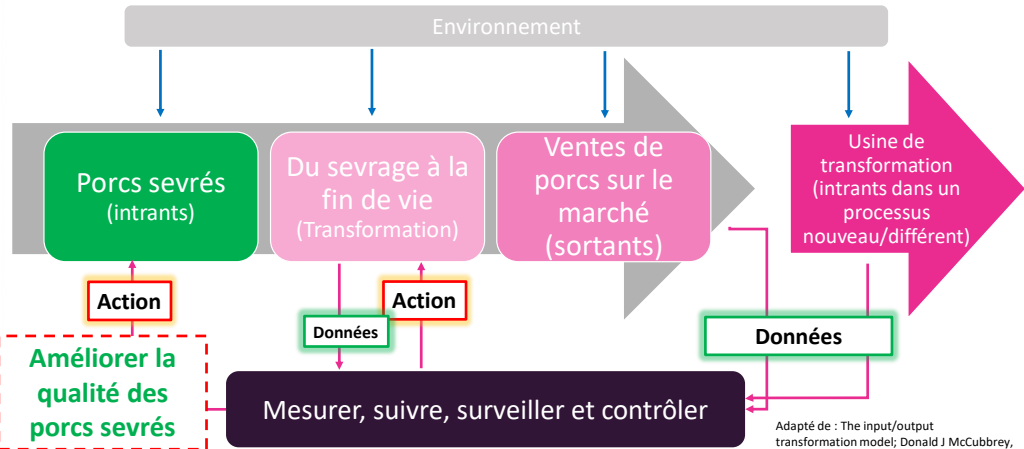 Environnement
Porcs sevrés
(intrants)
Du sevrage à la
fin de vie
(Transformation)
Ventes de
porcs sur le
marché
(sortants)
Usine de
transformation
(intrants dans un
processus
nouveau/différent)
Action
Données
Action
Données
Améliorer la
qualité des
porcs sevrés
Mesurer, suivre, surveiller et contrôler
Adapté de : The input/output
transformation model; Donald J McCubbrey,